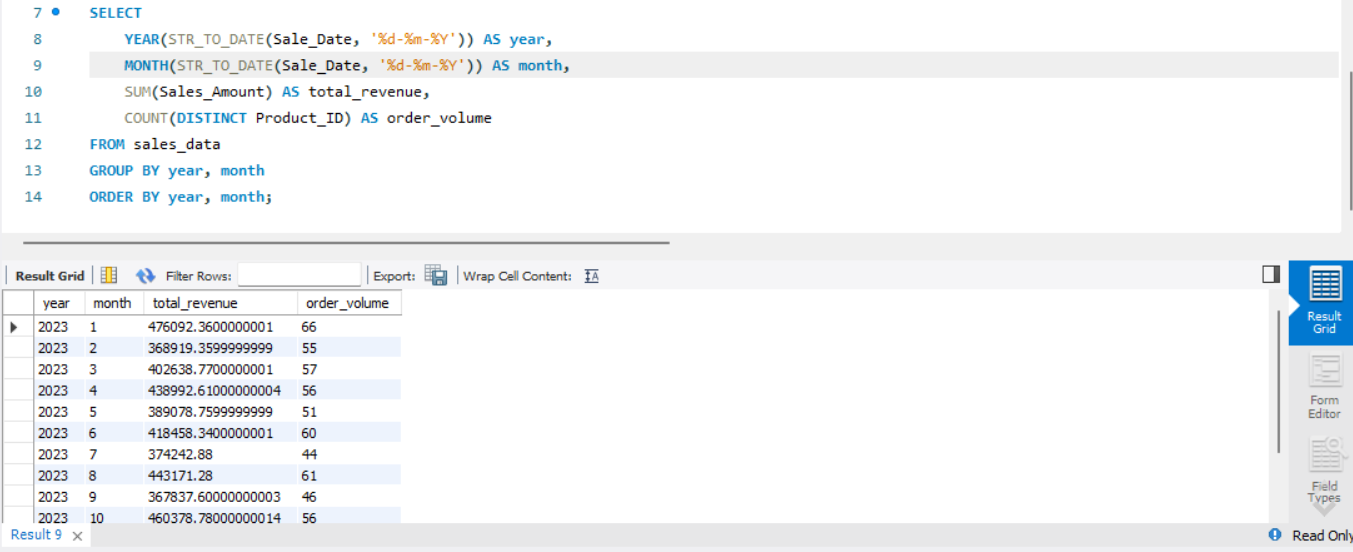 7 SELECT
8 YEAR(STR_TO_DATE(Sale_Date, '%d-%m-%Y')) AS year,
9 MONTH(STR_TO_DATE(Sale_Date, '%d-%m-%Y')) AS month,
10 SUM(Sales_Amount) AS total_revenue,
11 COUNT(DISTINCT Product_ID) AS order_volume
12 FROM sales_data
13 GROUP BY year, month
14 ORDER BY year, month;
Result Grid Filter Rows: Export: Wrap Cell Content: IA
year month total_revenue order_volume
2023 1 476092.3600000001 66
2023 2 368919.3599999999 55
2023 3 402638.7700000001 57
2023 4 438992.61000000004 56
2023 5 389078.7599999999 51
2023 6 418458.3400000001 60
2023 7 374242.88 44
2023 8 443171.28 61
2023 9 367837.60000000003 46
2023 10 460378.78000000014 56
Result
Grid
Form
Editor
Field
Types
Result 9 Read Only